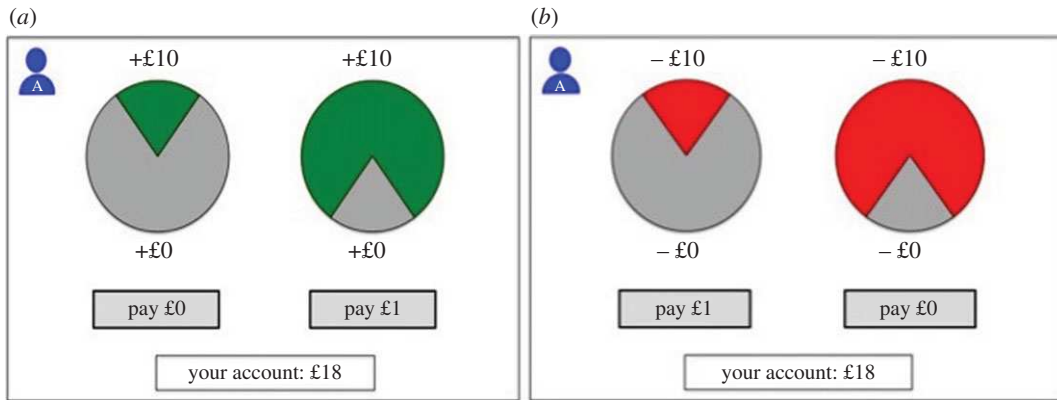 (a)
A
+£10 +£10
+£0 +£0
pay £0 pay £1
your account: £18
(b)
A
– £10 – £10
– £0 – £0
pay £1 pay £0
your account: £18